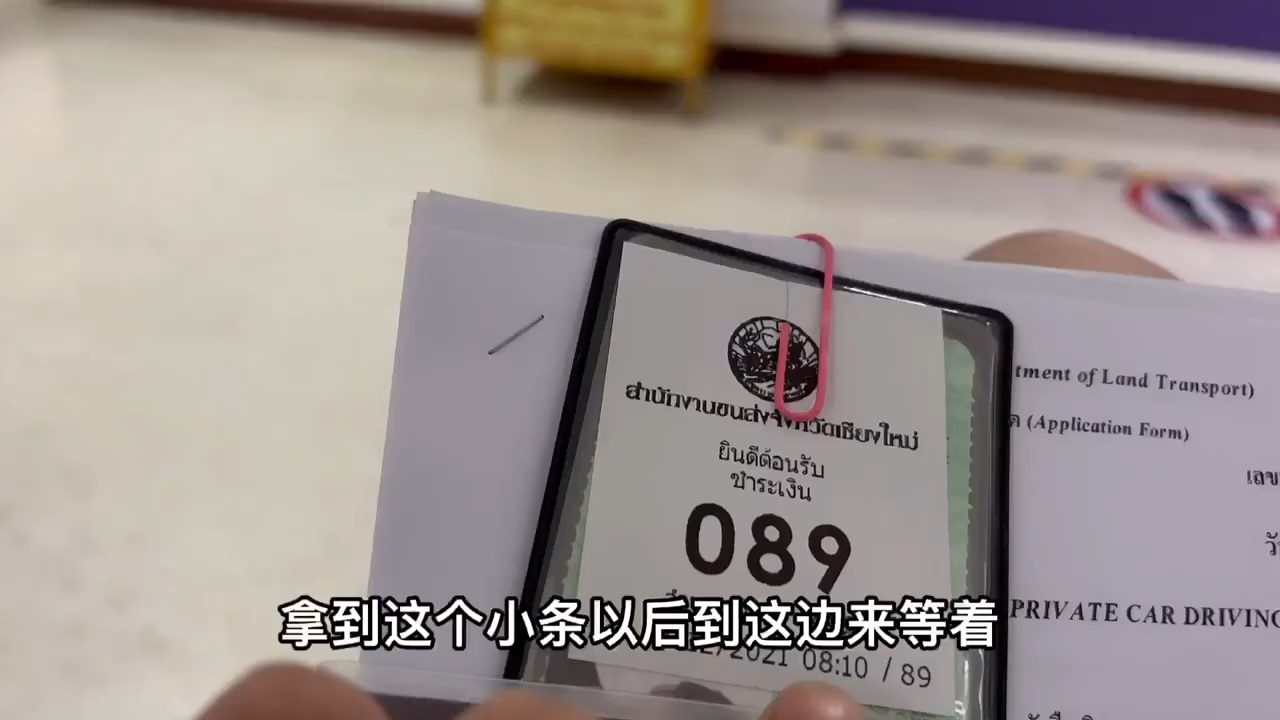 สำนักงานขนส่งจังหวัดเชียงใหม่
ยินดีต้อนรับ
ชำระเงิน
089
2/2021 08:10 / 89
tment of Land Transport)
(Application Form)
เลข
วั
PRIVATE CAR DRIVING
拿到这个小条以后到这边来等着